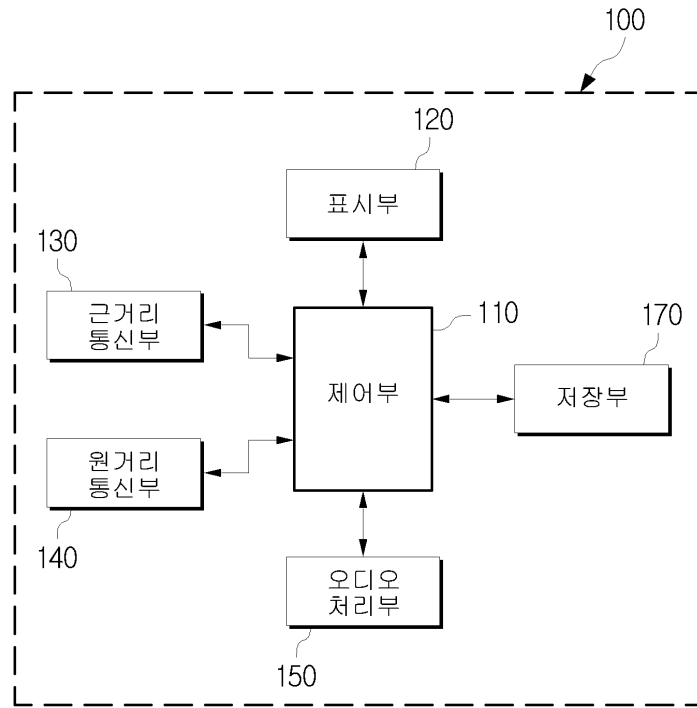 100
120
표시부
130
근거리
통신부
110
제어부
170
저장부
원거리
통신부
140
오디오
처리부
150